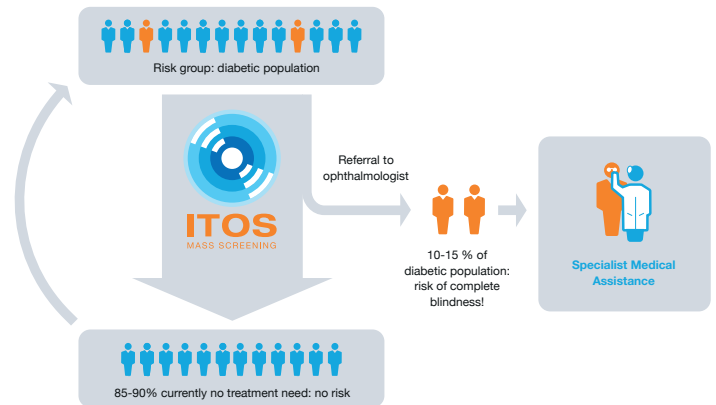 Risk group: diabetic population
ITOS
MASS SCREENING
Referral to
ophthalmologist
10-15 % of
diabetic population:
risk of complete
blindness!
Specialist Medical
Assistance
85-90% currently no treatment need: no risk